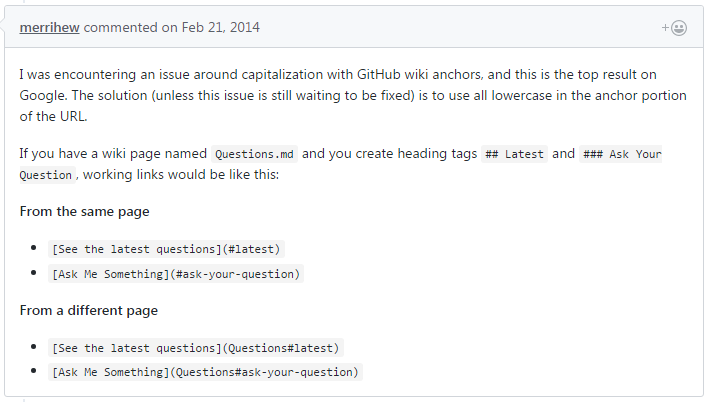 merrihew commented on Feb 21, 2014
I was encountering an issue around capitalization with GitHub wiki anchors, and this is the top result on
Google. The solution (unless this issue is still waiting to be fixed) is to use all lowercase in the anchor portion
of the URL.
If you have a wiki page named Questions.md and you create heading tags ## Latest and ### Ask Your
Question, working links would be like this:
From the same page
[See the latest questions](#latest)
[Ask Me Something](#ask-your-question)
From a different page
[See the latest questions](Questions#latest)
[Ask Me Something](Questions#ask-your-question)